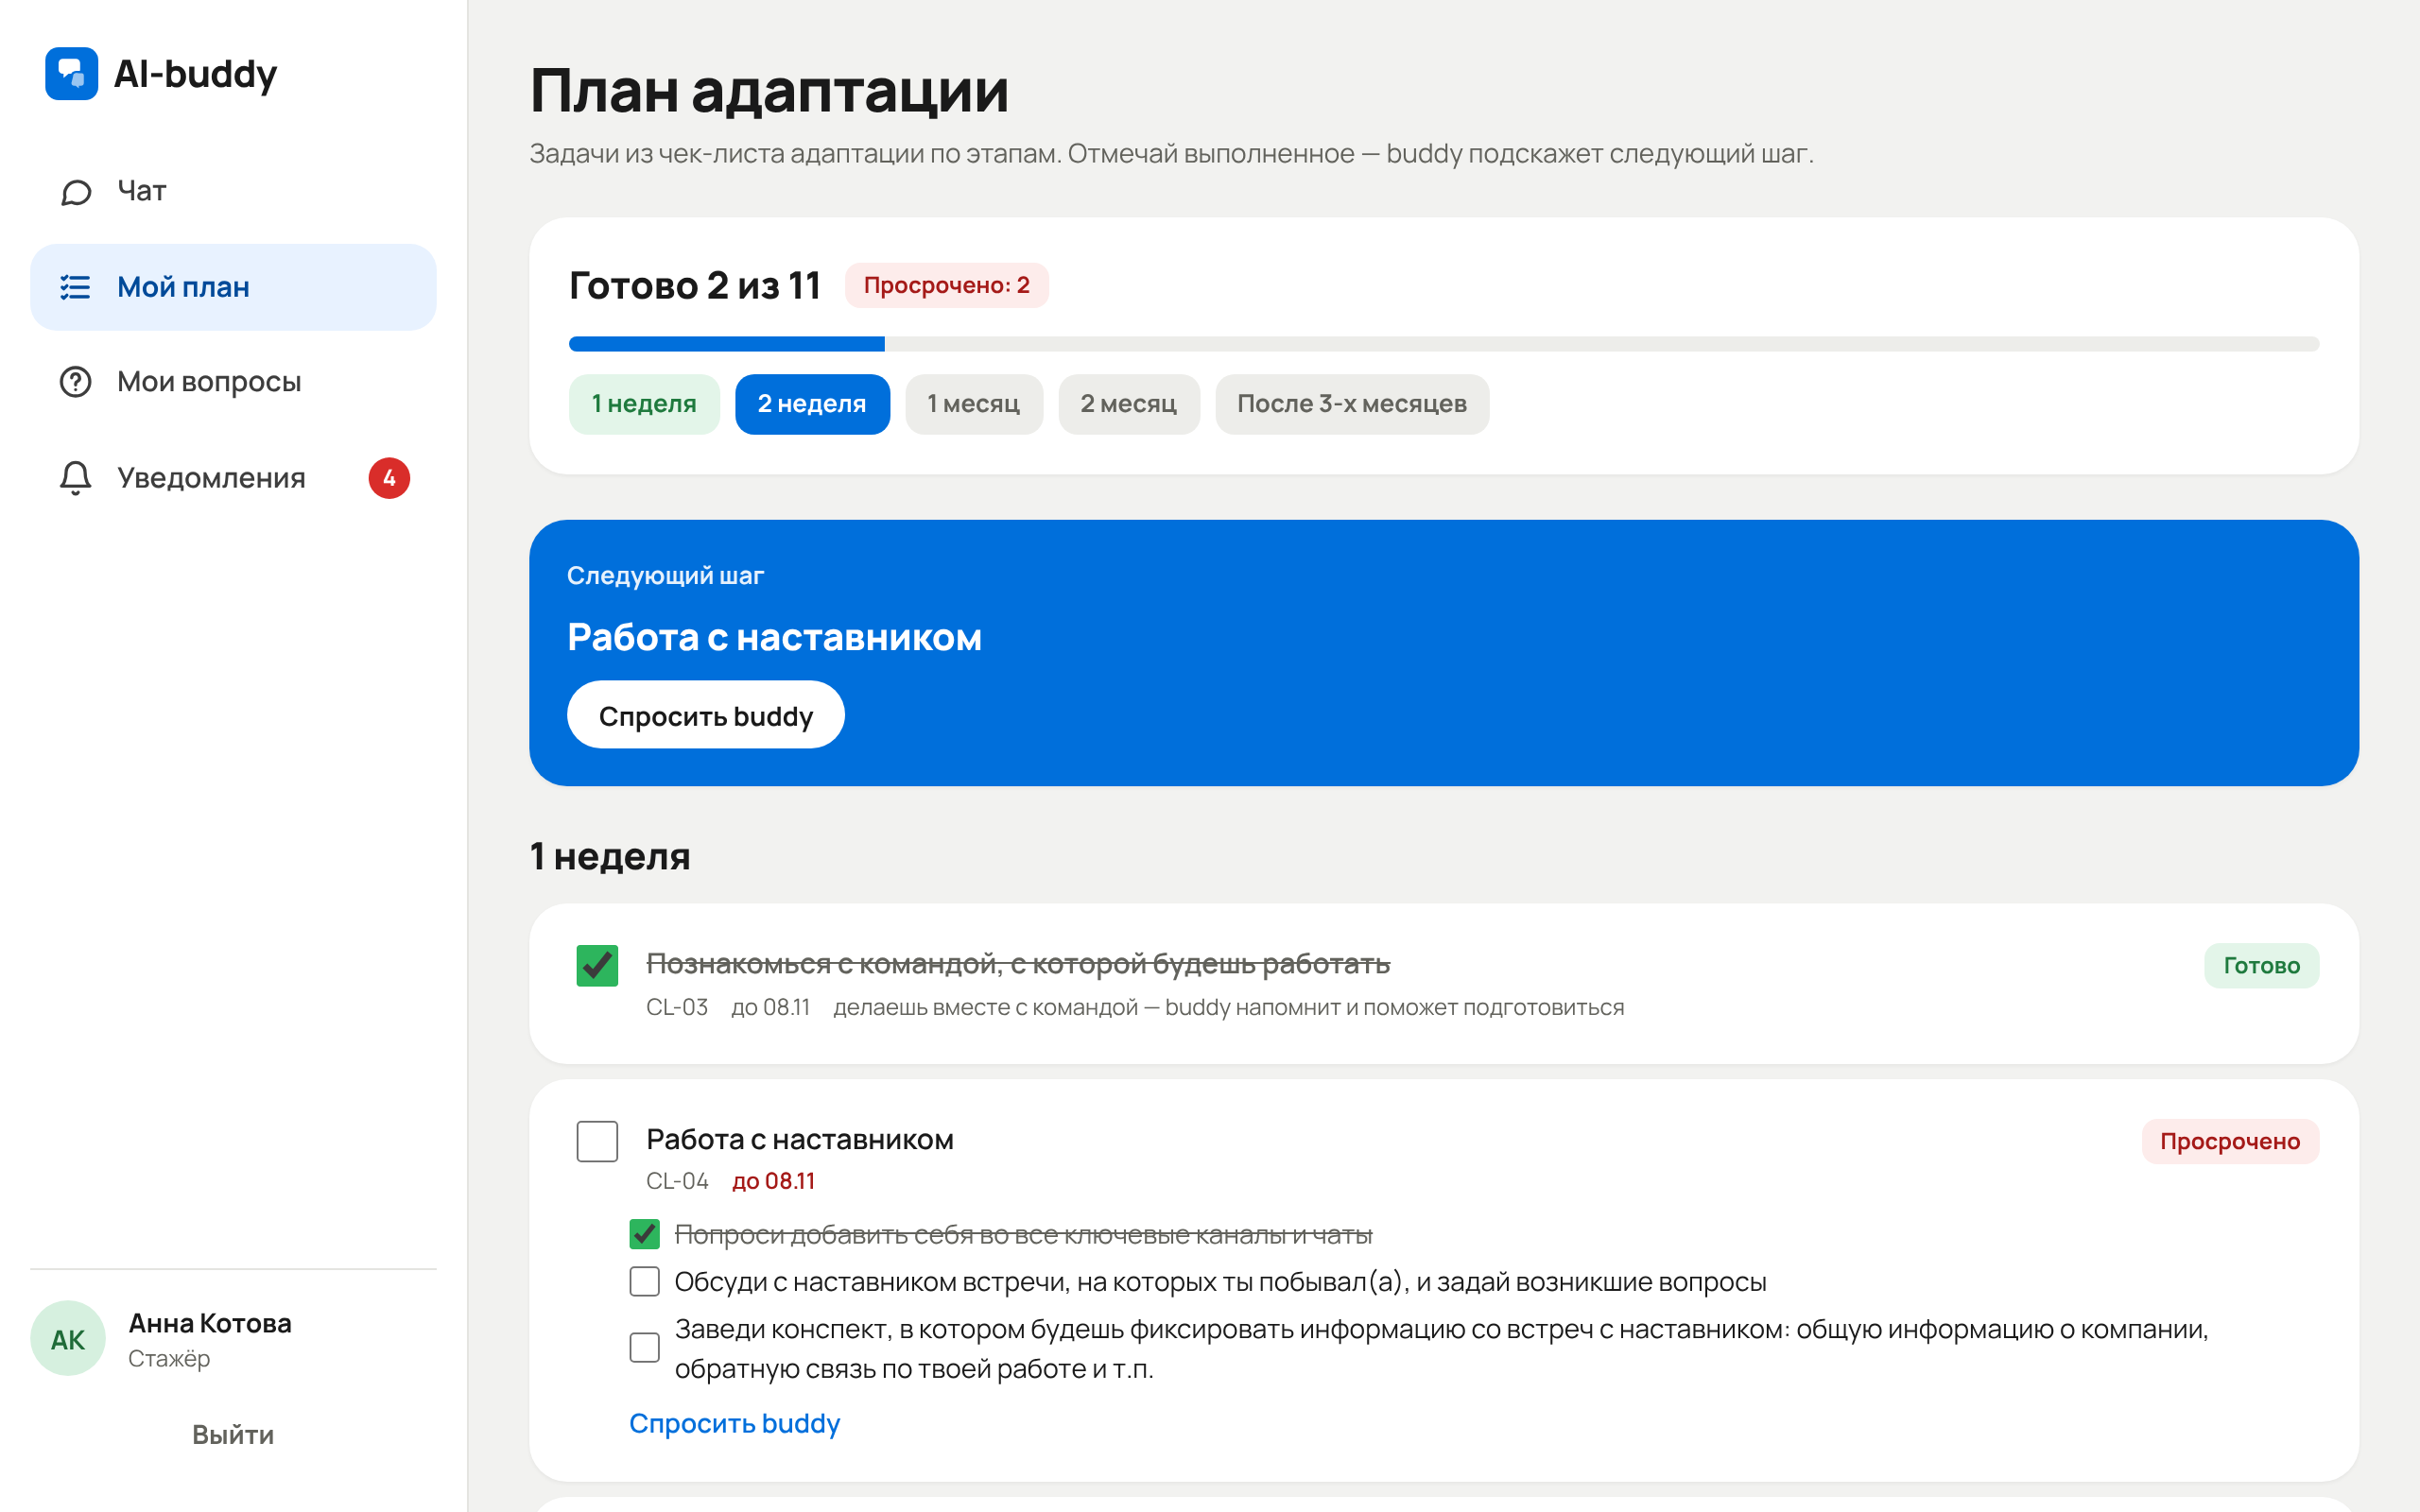 AI-buddy
Чат
Мой план
Мои вопросы
Уведомления 4
Анна Котова
АК
Стажёр
Выйти
План адаптации
Задачи из чек-листа адаптации по этапам. Отмечай выполненное — buddy подскажет следующий шаг.
Готово 2 из 11 Просрочено: 2
1 неделя 2 неделя 1 месяц 2 месяц После 3-х месяцев
Следующий шаг
Работа с наставником
Спросить buddy
1 неделя
Познакомься с командой, с которой будешь работать Готово
CL-03 до 08.11 делаешь вместе с командой — buddy напомнит и поможет подготовиться
Работа с наставником Просрочено
CL-04 до 08.11
Попроси добавить себя во все ключевые каналы и чаты
Обсуди с наставником встречи, на которых ты побывал(а), и задай возникшие вопросы
Заведи конспект, в котором будешь фиксировать информацию со встреч с наставником: общую информацию о компании,
обратную связь по твоей работе и т.п.
Спросить buddy